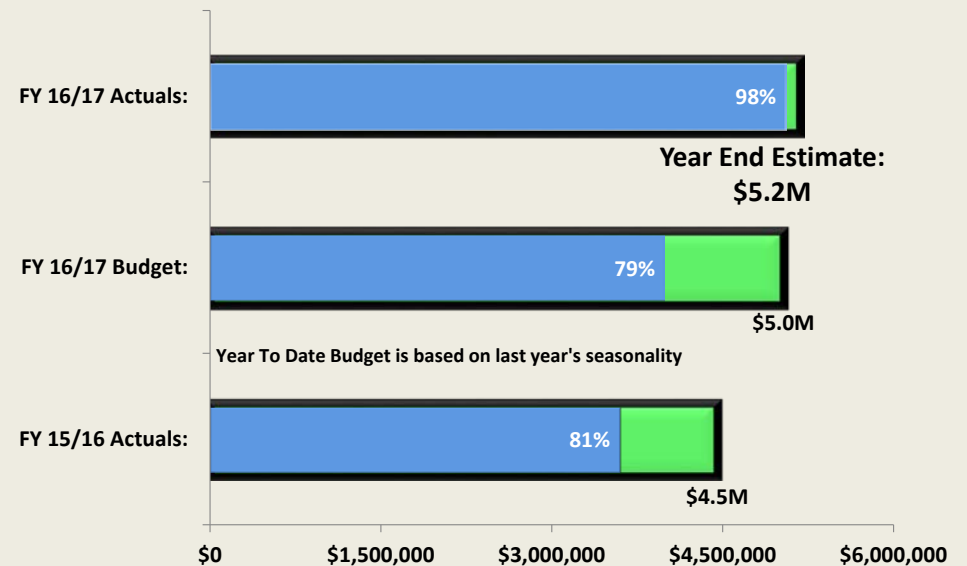 FY 16/17 Actuals:
98%
Year End Estimate:
$5.2M
FY 16/17 Budget:
79%
$5.0M
Year To Date Budget is based on last year's seasonality
FY 15/16 Actuals:
81%
$4.5M
$0 $1,500,000 $3,000,000 $4,500,000 $6,000,000